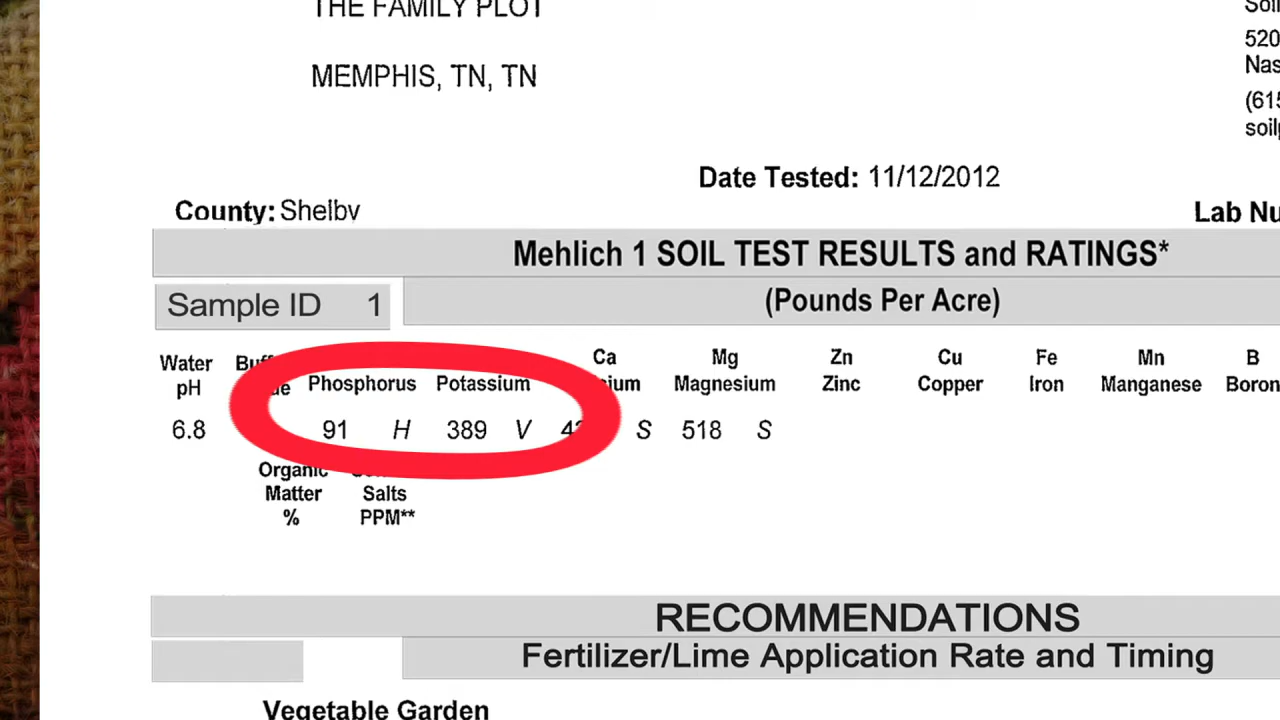 THE FAMILY PLOT
MEMPHIS, TN, TN
520
(615
Date Tested: 11/12/2012
County: Shelby
Mehlich 1 SOIL TEST RESULTS and RATINGS*
Sample ID 1
(Pounds Per Acre)
Water pH
Phosphorus
Potassium
Ca
Mg Magnesium
Zn Zinc
Cu Copper
Fe Iron
Mn Manganese
B Boron
6.8 91 H 389 V S 518 S
Organic Matter %
Salts PPM**
RECOMMENDATIONS
Fertilizer/Lime Application Rate and Timing
Vegetable Garden